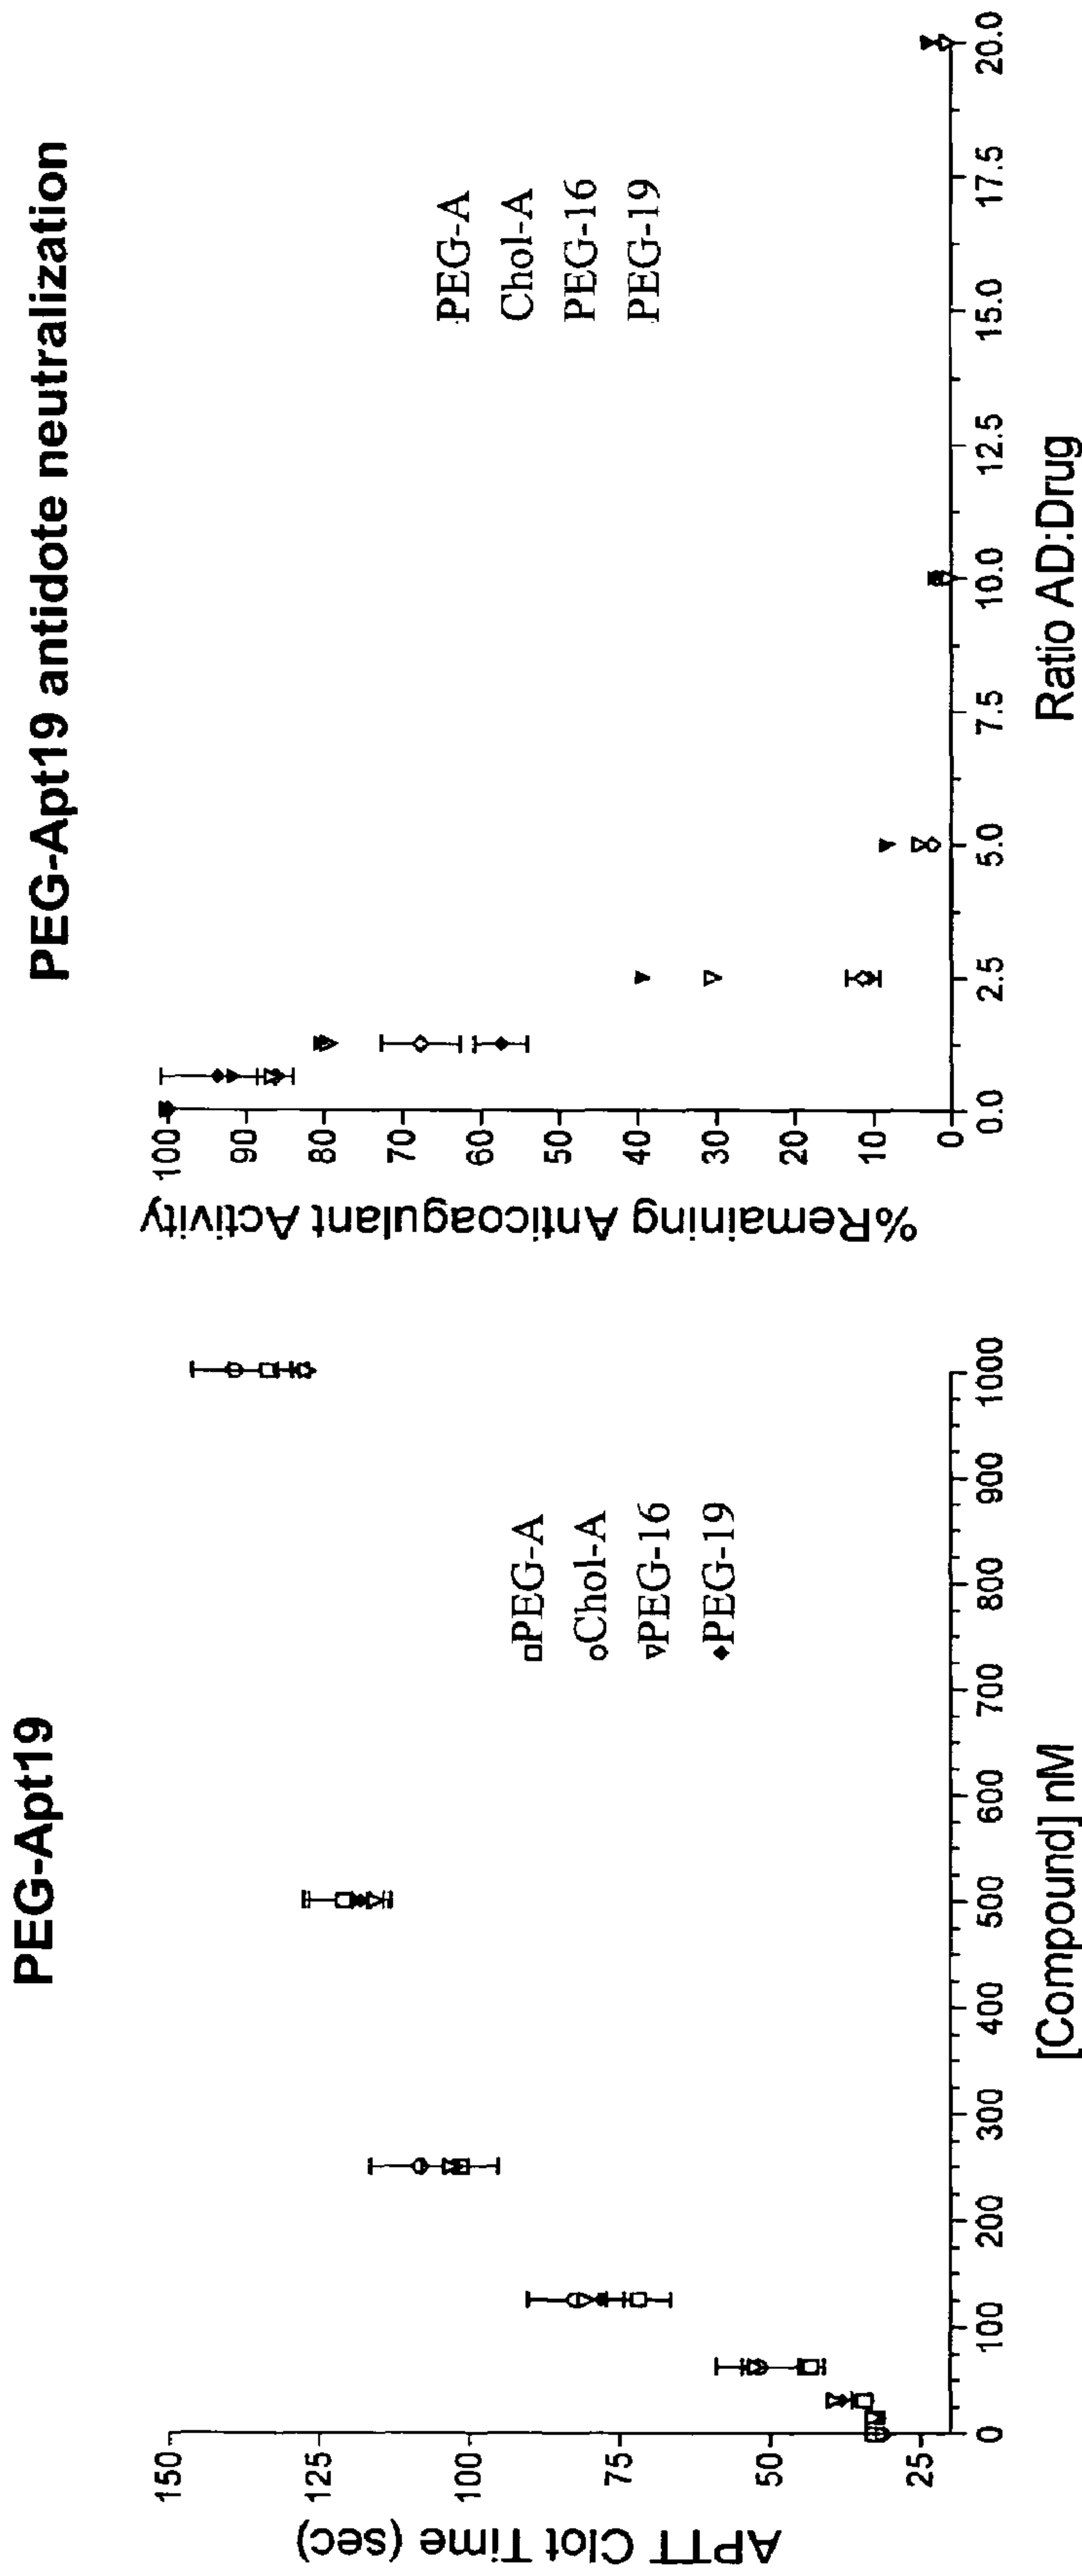 PEG-Apt19
APTT Clot Time (sec)
150
125
100
75
50
25
0
100
200
300
400
500
600
700
800
900
1000
[Compound] nM
PEG-A
Chol-A
PEG-16
PEG-19
PEG-Apt19 antidote neutralization
%Remaining Anticoagulant Activity
100
90
80
70
60
50
40
30
20
10
0
0.0
2.5
5.0
7.5
10.0
12.5
15.0
17.5
20.0
Ratio AD:Drug
PEG-A
Chol-A
PEG-16
PEG-19